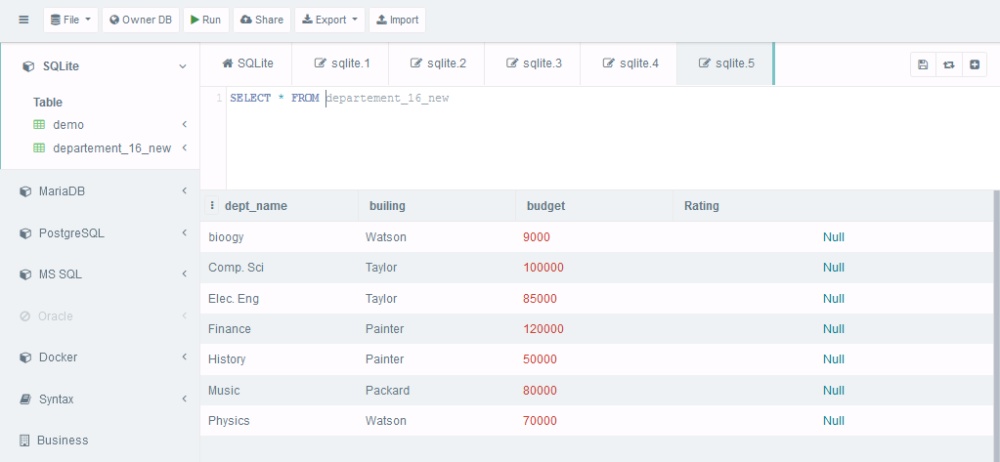 File Owner DB Run Share Export Import
SQLite
Table
demo
departement_16_new
MariaDB
PostgreSQL
MS SQL
Oracle
Docker
Syntax
Business
SQLite sqlite.1 sqlite.2 sqlite.3 sqlite.4 sqlite.5
1 SELECT * FROM departement_16_new
dept_name builing budget Rating
bioogy Watson 9000 Null
Comp. Sci Taylor 100000 Null
Elec. Eng Taylor 85000 Null
Finance Painter 120000 Null
History Painter 50000 Null
Music Packard 80000 Null
Physics Watson 70000 Null